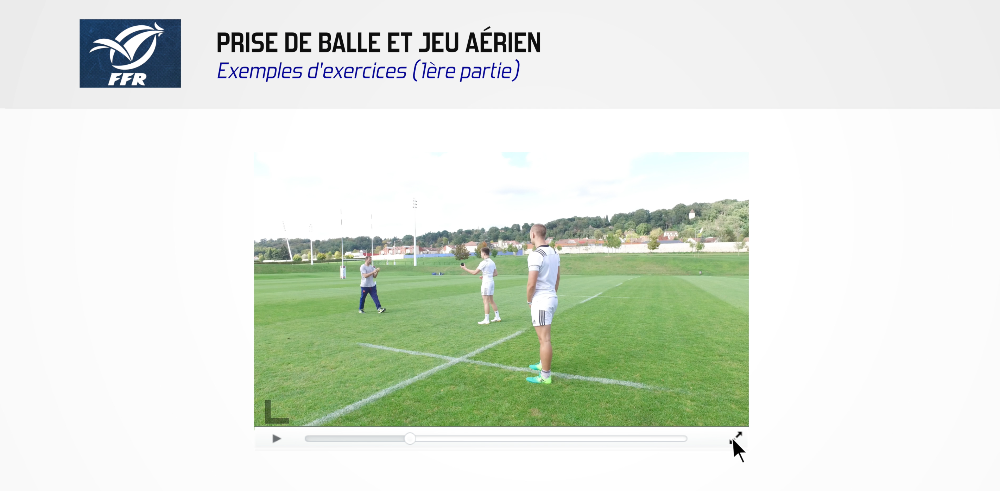 FFR
PRISE DE BALLE ET JEU AÉRIEN
Exemples d'exercices (1ère partie)